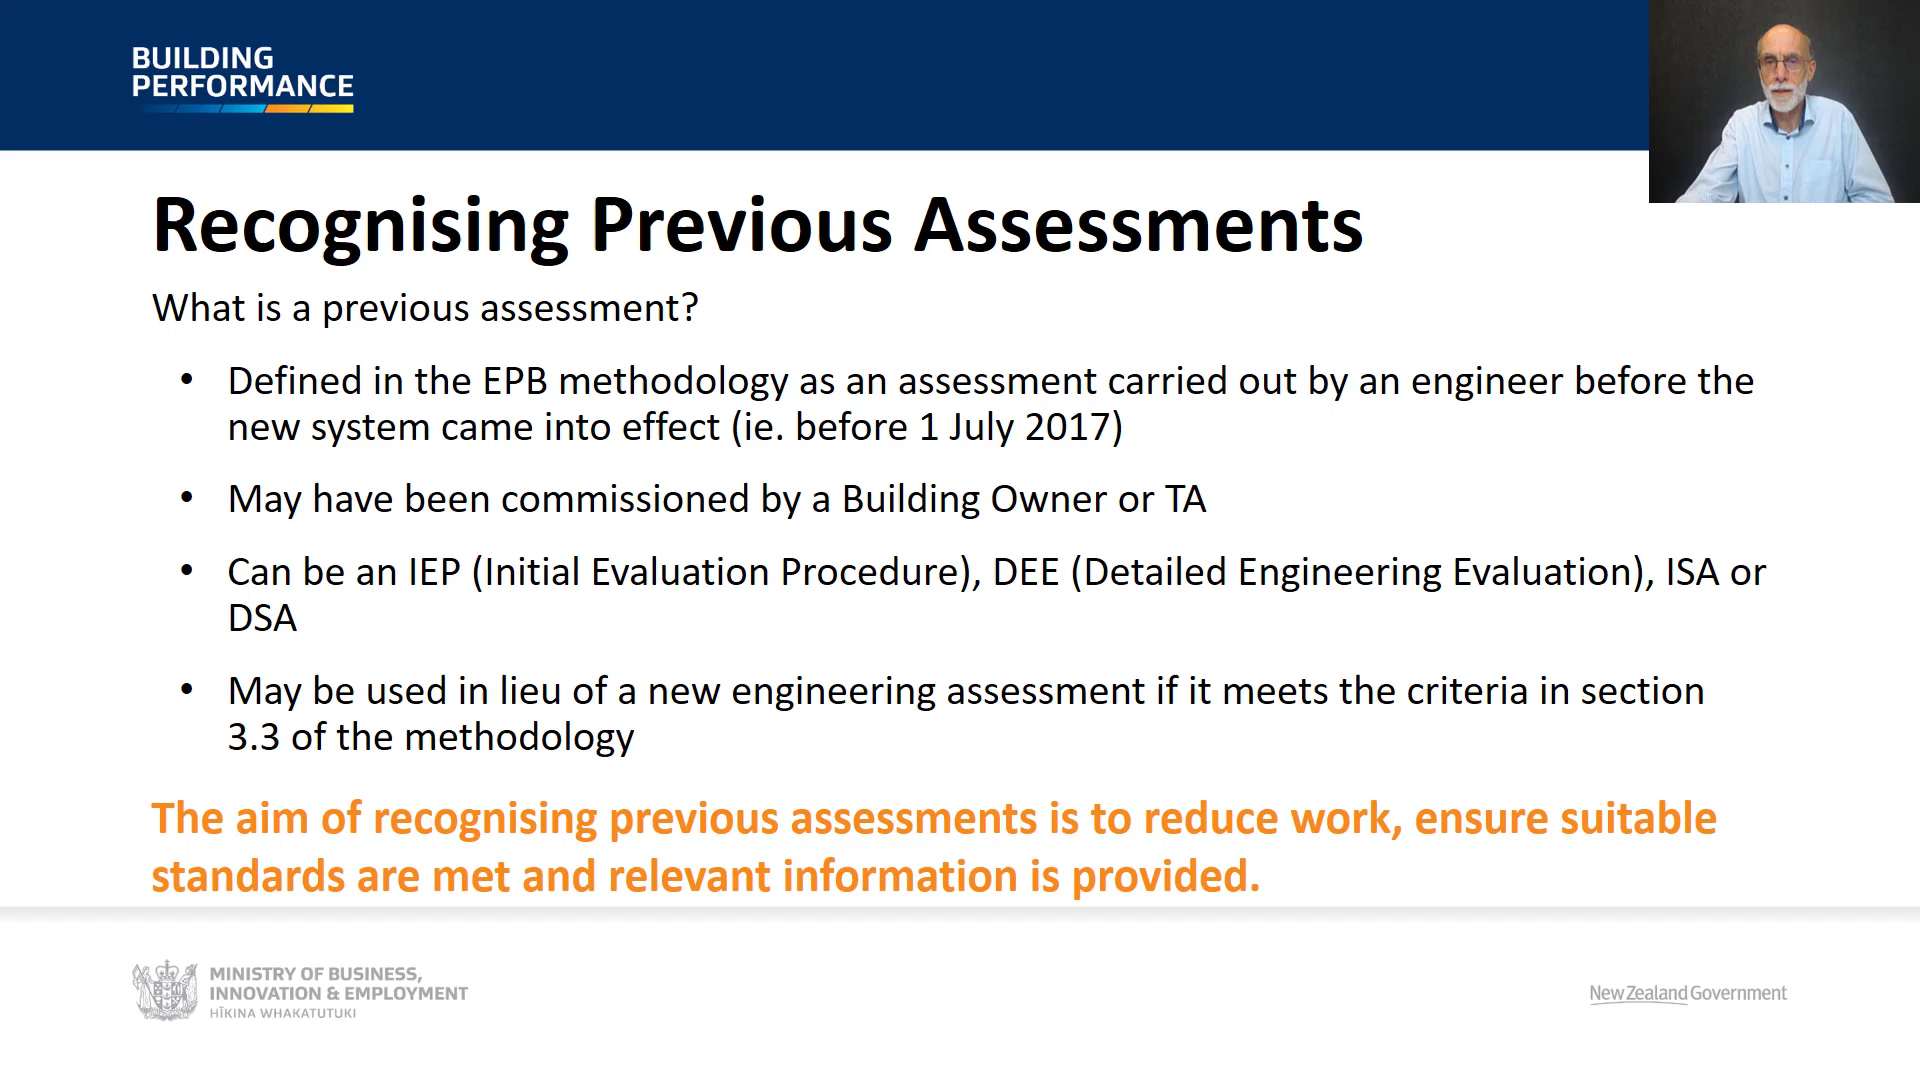 BUILDING
PERFORMANCE
Recognising Previous Assessments
What is a previous assessment?
• Defined in the EPB methodology as an assessment carried out by an engineer before the
new system came into effect (ie. before 1 July 2017)
• May have been commissioned by a Building Owner or TA
• Can be an IEP (Initial Evaluation Procedure), DEE (Detailed Engineering Evaluation), ISA or
DSA
• May be used in lieu of a new engineering assessment if it meets the criteria in section
3.3 of the methodology
The aim of recognising previous assessments is to reduce work, ensure suitable
standards are met and relevant information is provided.
MINISTRY OF BUSINESS,
INNOVATION & EMPLOYMENT
HĪKINA WHAKATUTUKI
New Zealand Government